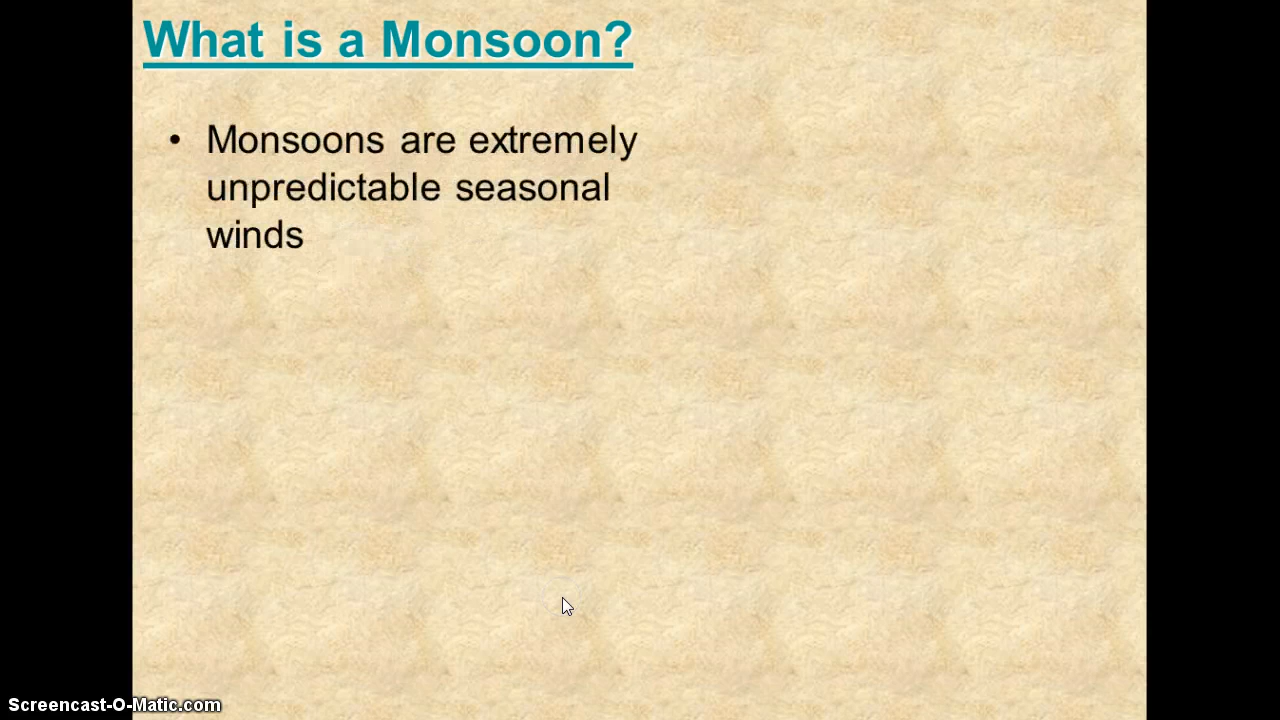 What is a Monsoon?
• Monsoons are extremely
unpredictable seasonal
winds
Screencast-O-Matic.com